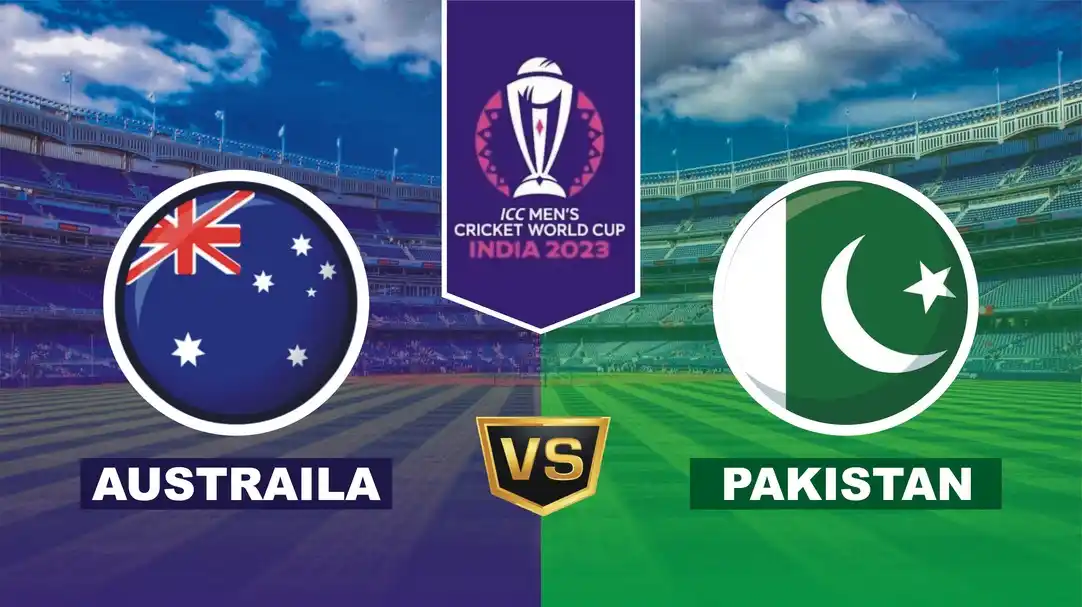 ICC MEN'S
CRICKET WORLD CUP
INDIA 2023
VS
AUSTRAILA
PAKISTAN